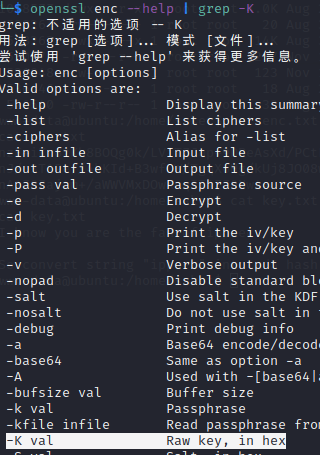 └─$ openssl enc --help | grep -K
grep: 不适用的选项 -- K
用法: grep [选项]... 模式 [文件]...
尝试使用 'grep --help' 来获得更多信息。
Usage: enc [options]
Valid options are:
-help Display this summary
-list List ciphers
-ciphers Alias for -list
-in infile Input file
-out outfile Output file
-pass val Passphrase source
-e Encrypt
-d Decrypt
-p Print the iv/key
-P Print the iv/key and
-v Verbose output
-nopad Disable standard blo
-salt Use salt in the KDF
-nosalt Do not use salt in t
-debug Print debug info
-a Base64 encode/decode
-base64 Same as option -a
-A Used with -[base64|a
-bufsize val Buffer size
-k val Passphrase
-kfile infile Read passphrase from
-K val Raw key, in hex